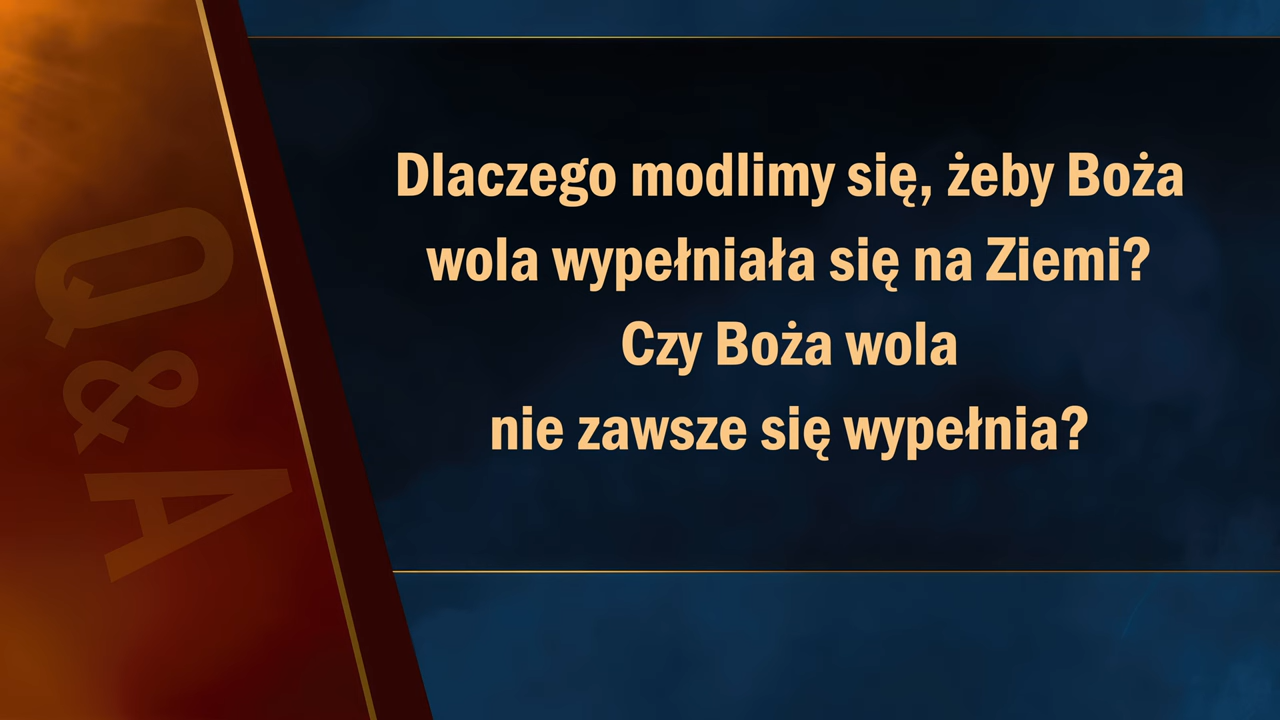 Q & A
Dlaczego modlimy się, żeby Boża
wola wypełniała się na Ziemi?
Czy Boża wola
nie zawsze się wypełnia?